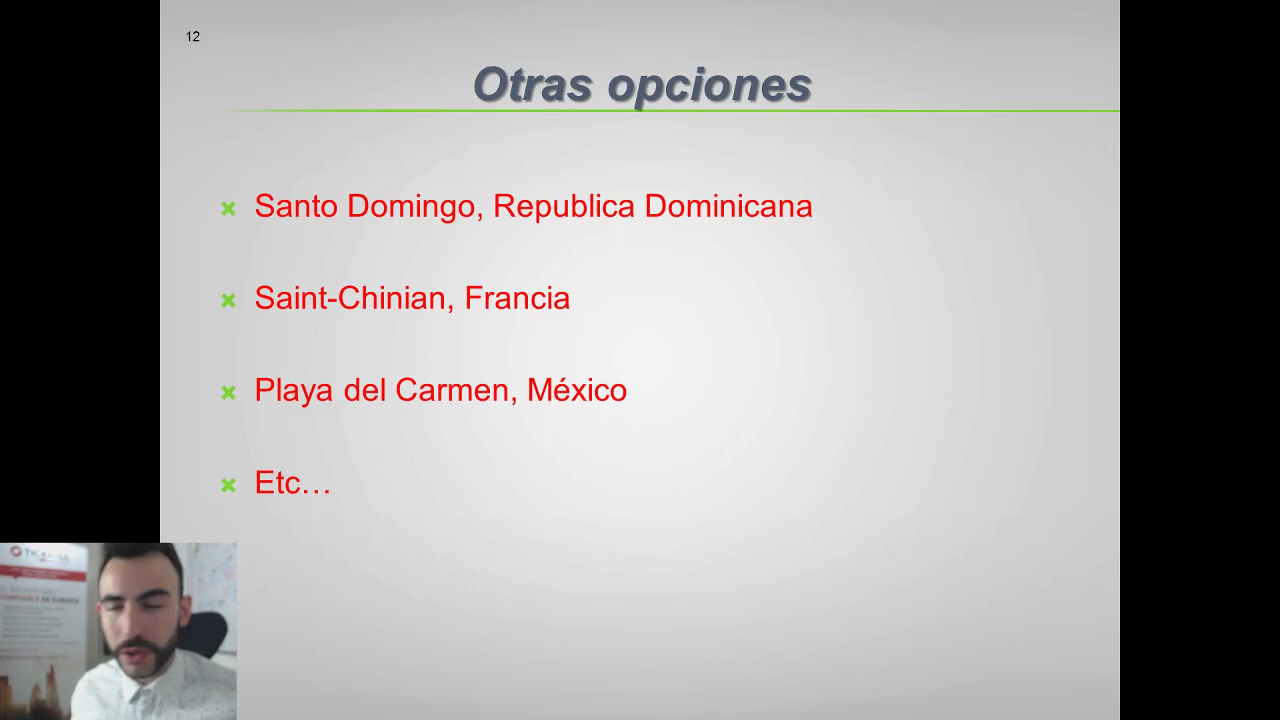 12
Otras opciones
Santo Domingo, Republica Dominicana
Saint-Chinian, Francia
Playa del Carmen, México
Etc…